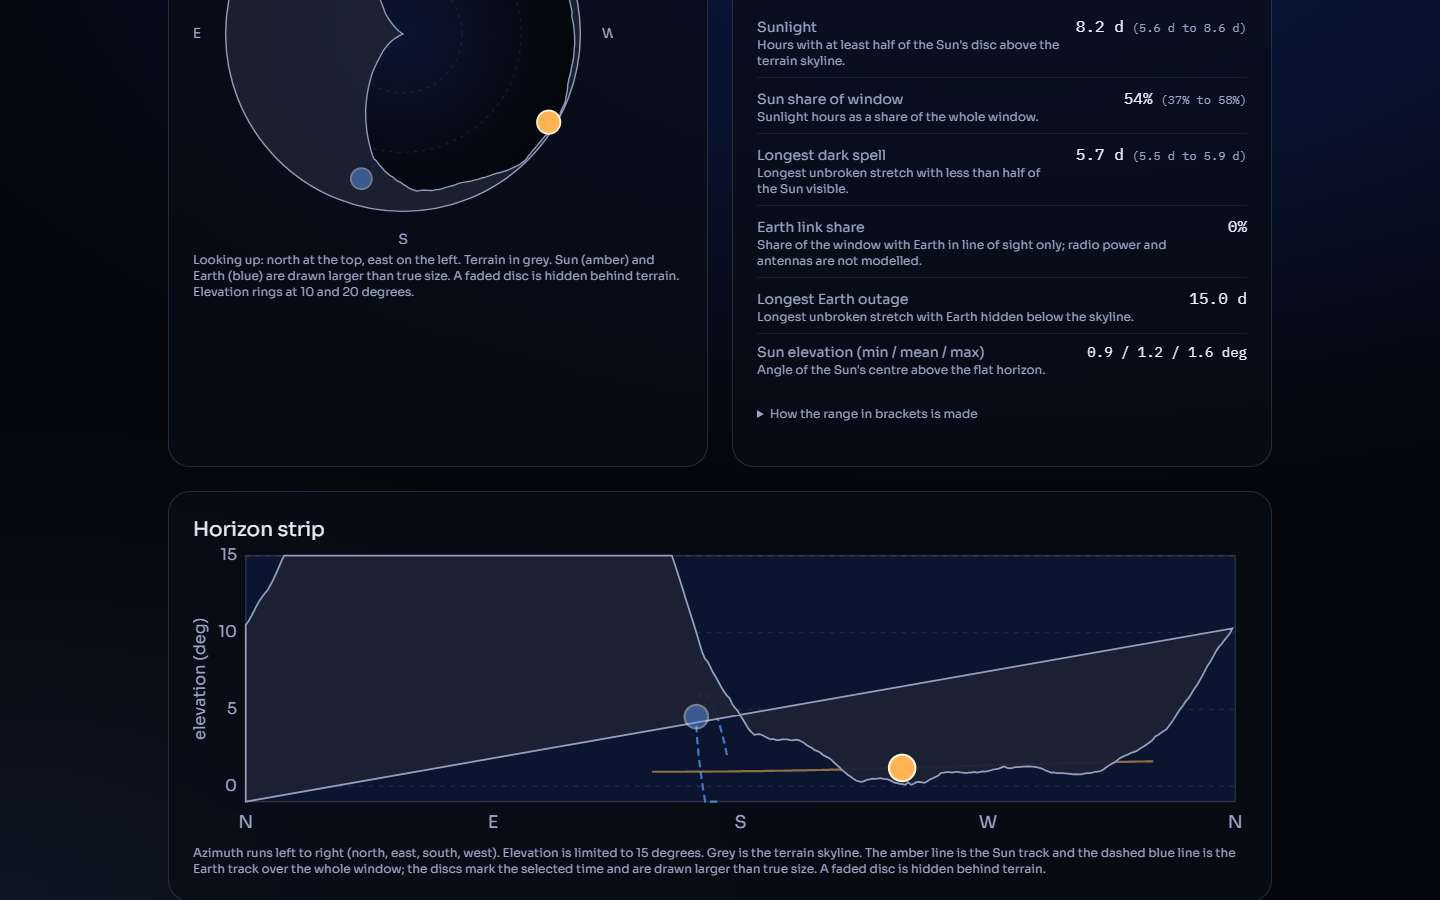 E
W
S
Looking up: north at the top, east on the left. Terrain in grey. Sun (amber) and
Earth (blue) are drawn larger than true size. A faded disc is hidden behind terrain.
Elevation rings at 10 and 20 degrees.
Sunlight 8.2 d (5.6 d to 8.6 d)
Hours with at least half of the Sun's disc above the
terrain skyline.
Sun share of window 54% (37% to 58%)
Sunlight hours as a share of the whole window.
Longest dark spell 5.7 d (5.5 d to 5.9 d)
Longest unbroken stretch with less than half of
the Sun visible.
Earth link share 0%
Share of the window with Earth in line of sight only; radio power and
antennas are not modelled.
Longest Earth outage 15.0 d
Longest unbroken stretch with Earth hidden below the skyline.
Sun elevation (min / mean / max) 0.9 / 1.2 / 1.6 deg
Angle of the Sun's centre above the flat horizon.
How the range in brackets is made
Horizon strip
15
10
5
0
elevation (deg)
N E S W N
Azimuth runs left to right (north, east, south, west). Elevation is limited to 15 degrees. Grey is the terrain skyline. The amber line is the Sun track and the dashed blue line is the
Earth track over the whole window; the discs mark the selected time and are drawn larger than true size. A faded disc is hidden behind terrain.